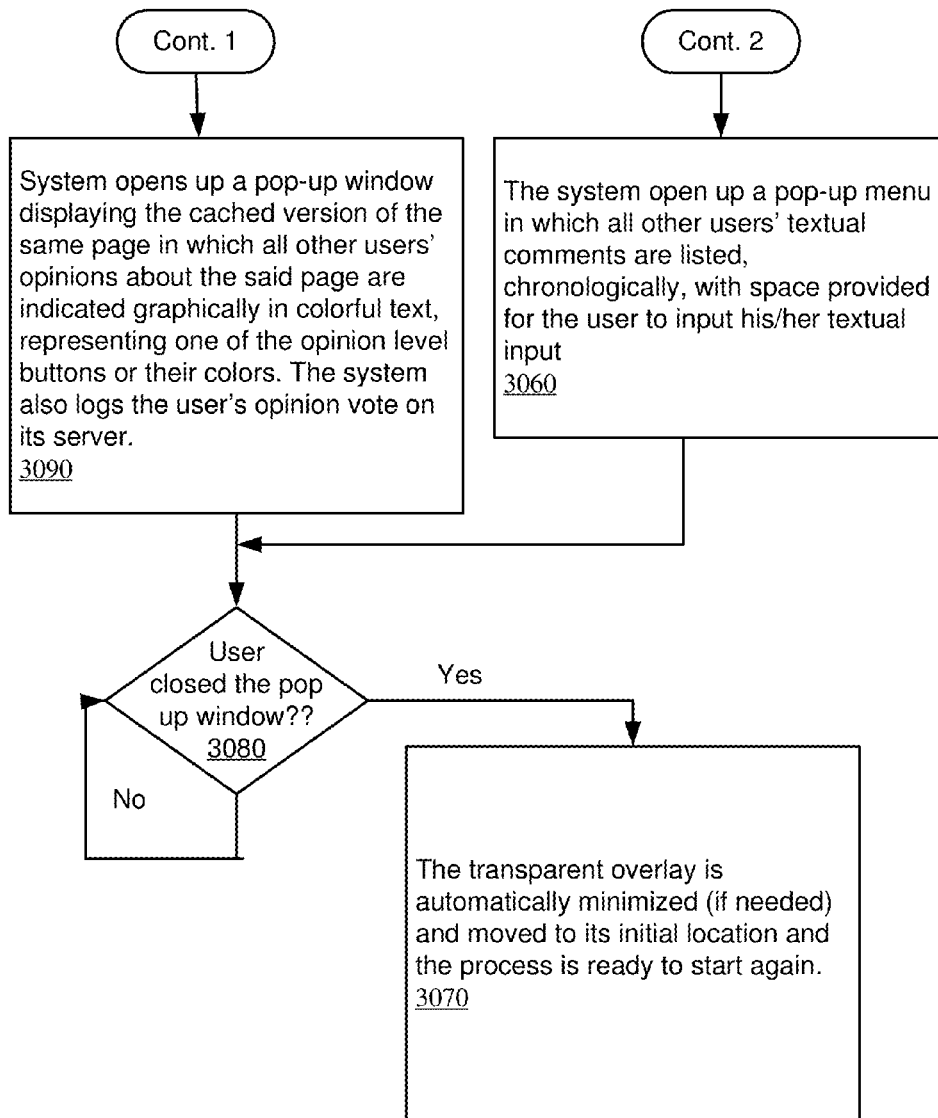 Cont. 1
Cont. 2
System opens up a pop-up window
displaying the cached version of the
same page in which all other users'
opinions about the said page are
indicated graphically in colorful text,
representing one of the opinion level
buttons or their colors. The system
also logs the user's opinion vote on
its server.
3090
The system open up a pop-up menu
in which all other users' textual
comments are listed,
chronologically, with space provided
for the user to input his/her textual
input
3060
User
closed the pop
up window??
3080
Yes
No
The transparent overlay is
automatically minimized (if needed)
and moved to its initial location and
the process is ready to start again.
3070